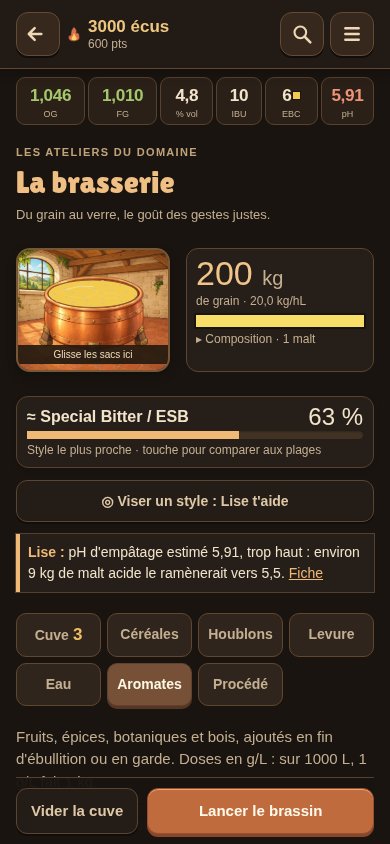 3000 écus
600 pts
1,046
OG
1,010
FG
4,8
% vol
10
IBU
6
EBC
5,91
pH
LES ATELIERS DU DOMAINE
La brasserie
Du grain au verre, le goût des gestes justes.
Glisse les sacs ici
200 kg
de grain · 20,0 kg/hL
▸ Composition · 1 malt
≈ Special Bitter / ESB
63 %
Style le plus proche · touche pour comparer aux plages
◎ Viser un style : Lise t'aide
Lise : pH d'empâtage estimé 5,91, trop haut : environ
9 kg de malt acide le ramènerait vers 5,5. Fiche
Cuve 3
Céréales
Houblons
Levure
Eau
Aromates
Procédé
Fruits, épices, botaniques et bois, ajoutés en fin
d'ébullition ou en garde. Doses en g/L : sur 1000 L, 1
Vider la cuve
Lancer le brassin